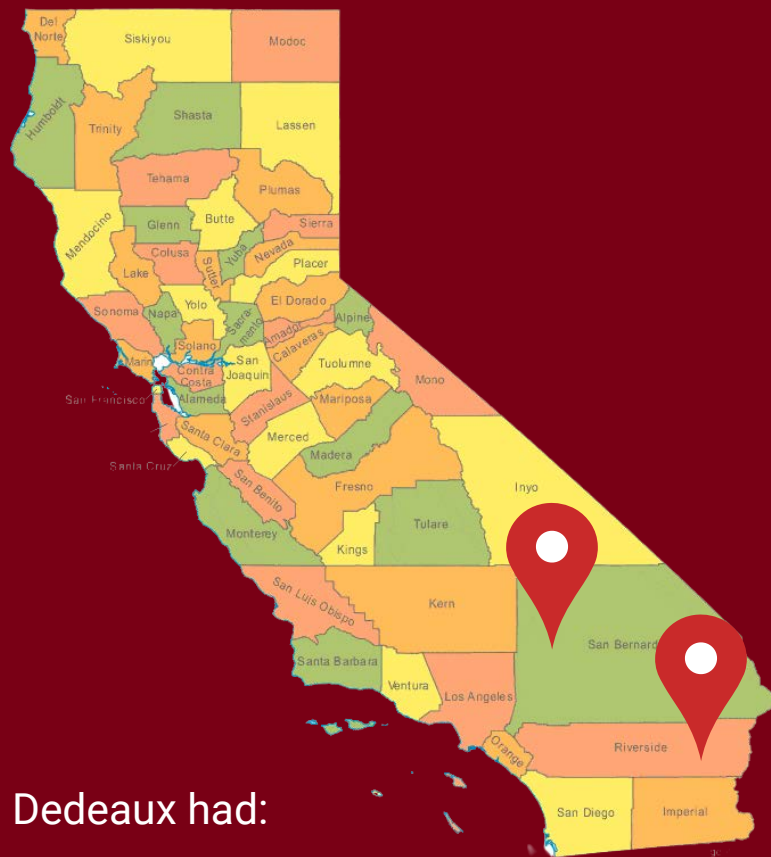 Del
Norte
Siskiyou
Modoc
Humboldt
Trinity
Shasta
Lassen
Tehama
Plumas
Mendocino
Glenn
Butte
Sierra
Colusa
Lake
Sutter
Yuba
Nevada
Placer
Sonoma
Napa
Yolo
El Dorado
Sacra-
mento
Amador
Alpine
Solano
Marin
Calaveras
Contra
Costa
San
Joaquin
Tuolumne
Mono
San Francisco
Alameda
Stanislaus
Mariposa
Santa Clara
Merced
Madera
Santa Cruz
San Benito
Fresno
Inyo
Monterey
Kings
Tulare
San Luis Obispo
Kern
San Bernard
Santa Barbara
Ventura
Los Angeles
Orange
Riverside
San Diego
Imperial
Dedeaux had: